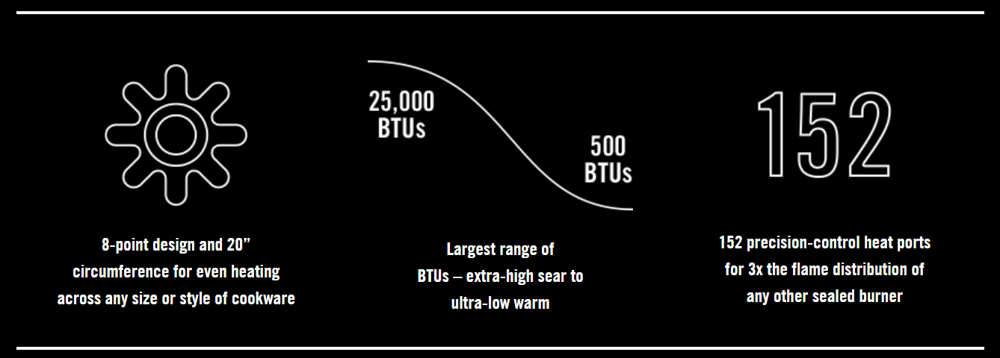 8-point design and 20”
circumference for even heating
across any size or style of cookware
25,000
BTUs
500
BTUs
Largest range of
BTUs – extra-high sear to
ultra-low warm
152
152 precision-control heat ports
for 3x the flame distribution of
any other sealed burner